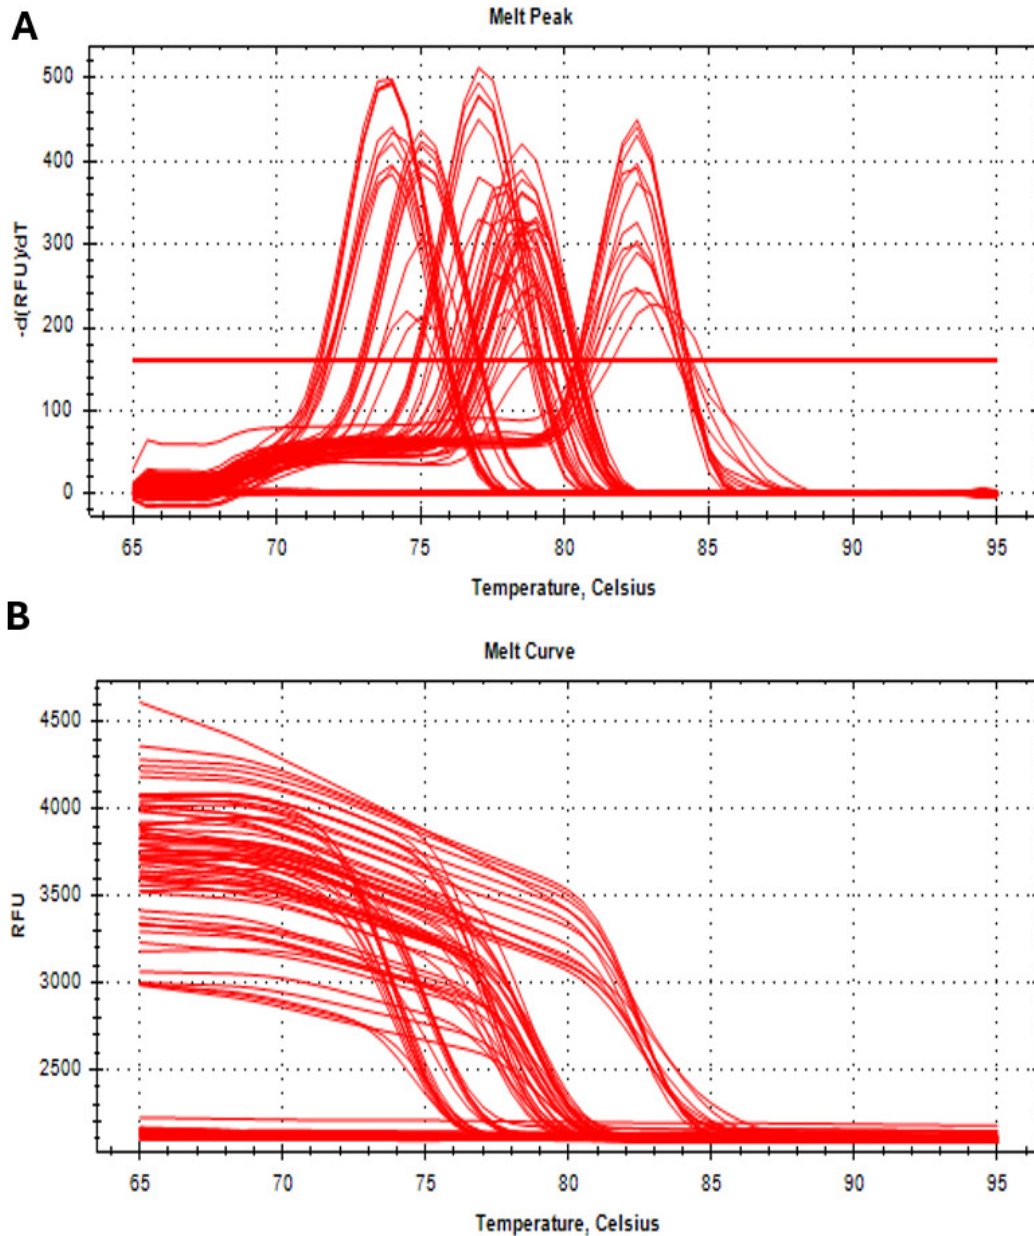 A
Melt Peak
500
400
300
200
100
0
-d(RFU)/dT
65 70 75 80 85 90 95
Temperature, Celsius
B
Melt Curve
4500
4000
3500
3000
2500
RFU
65 70 75 80 85 90 95
Temperature, Celsius